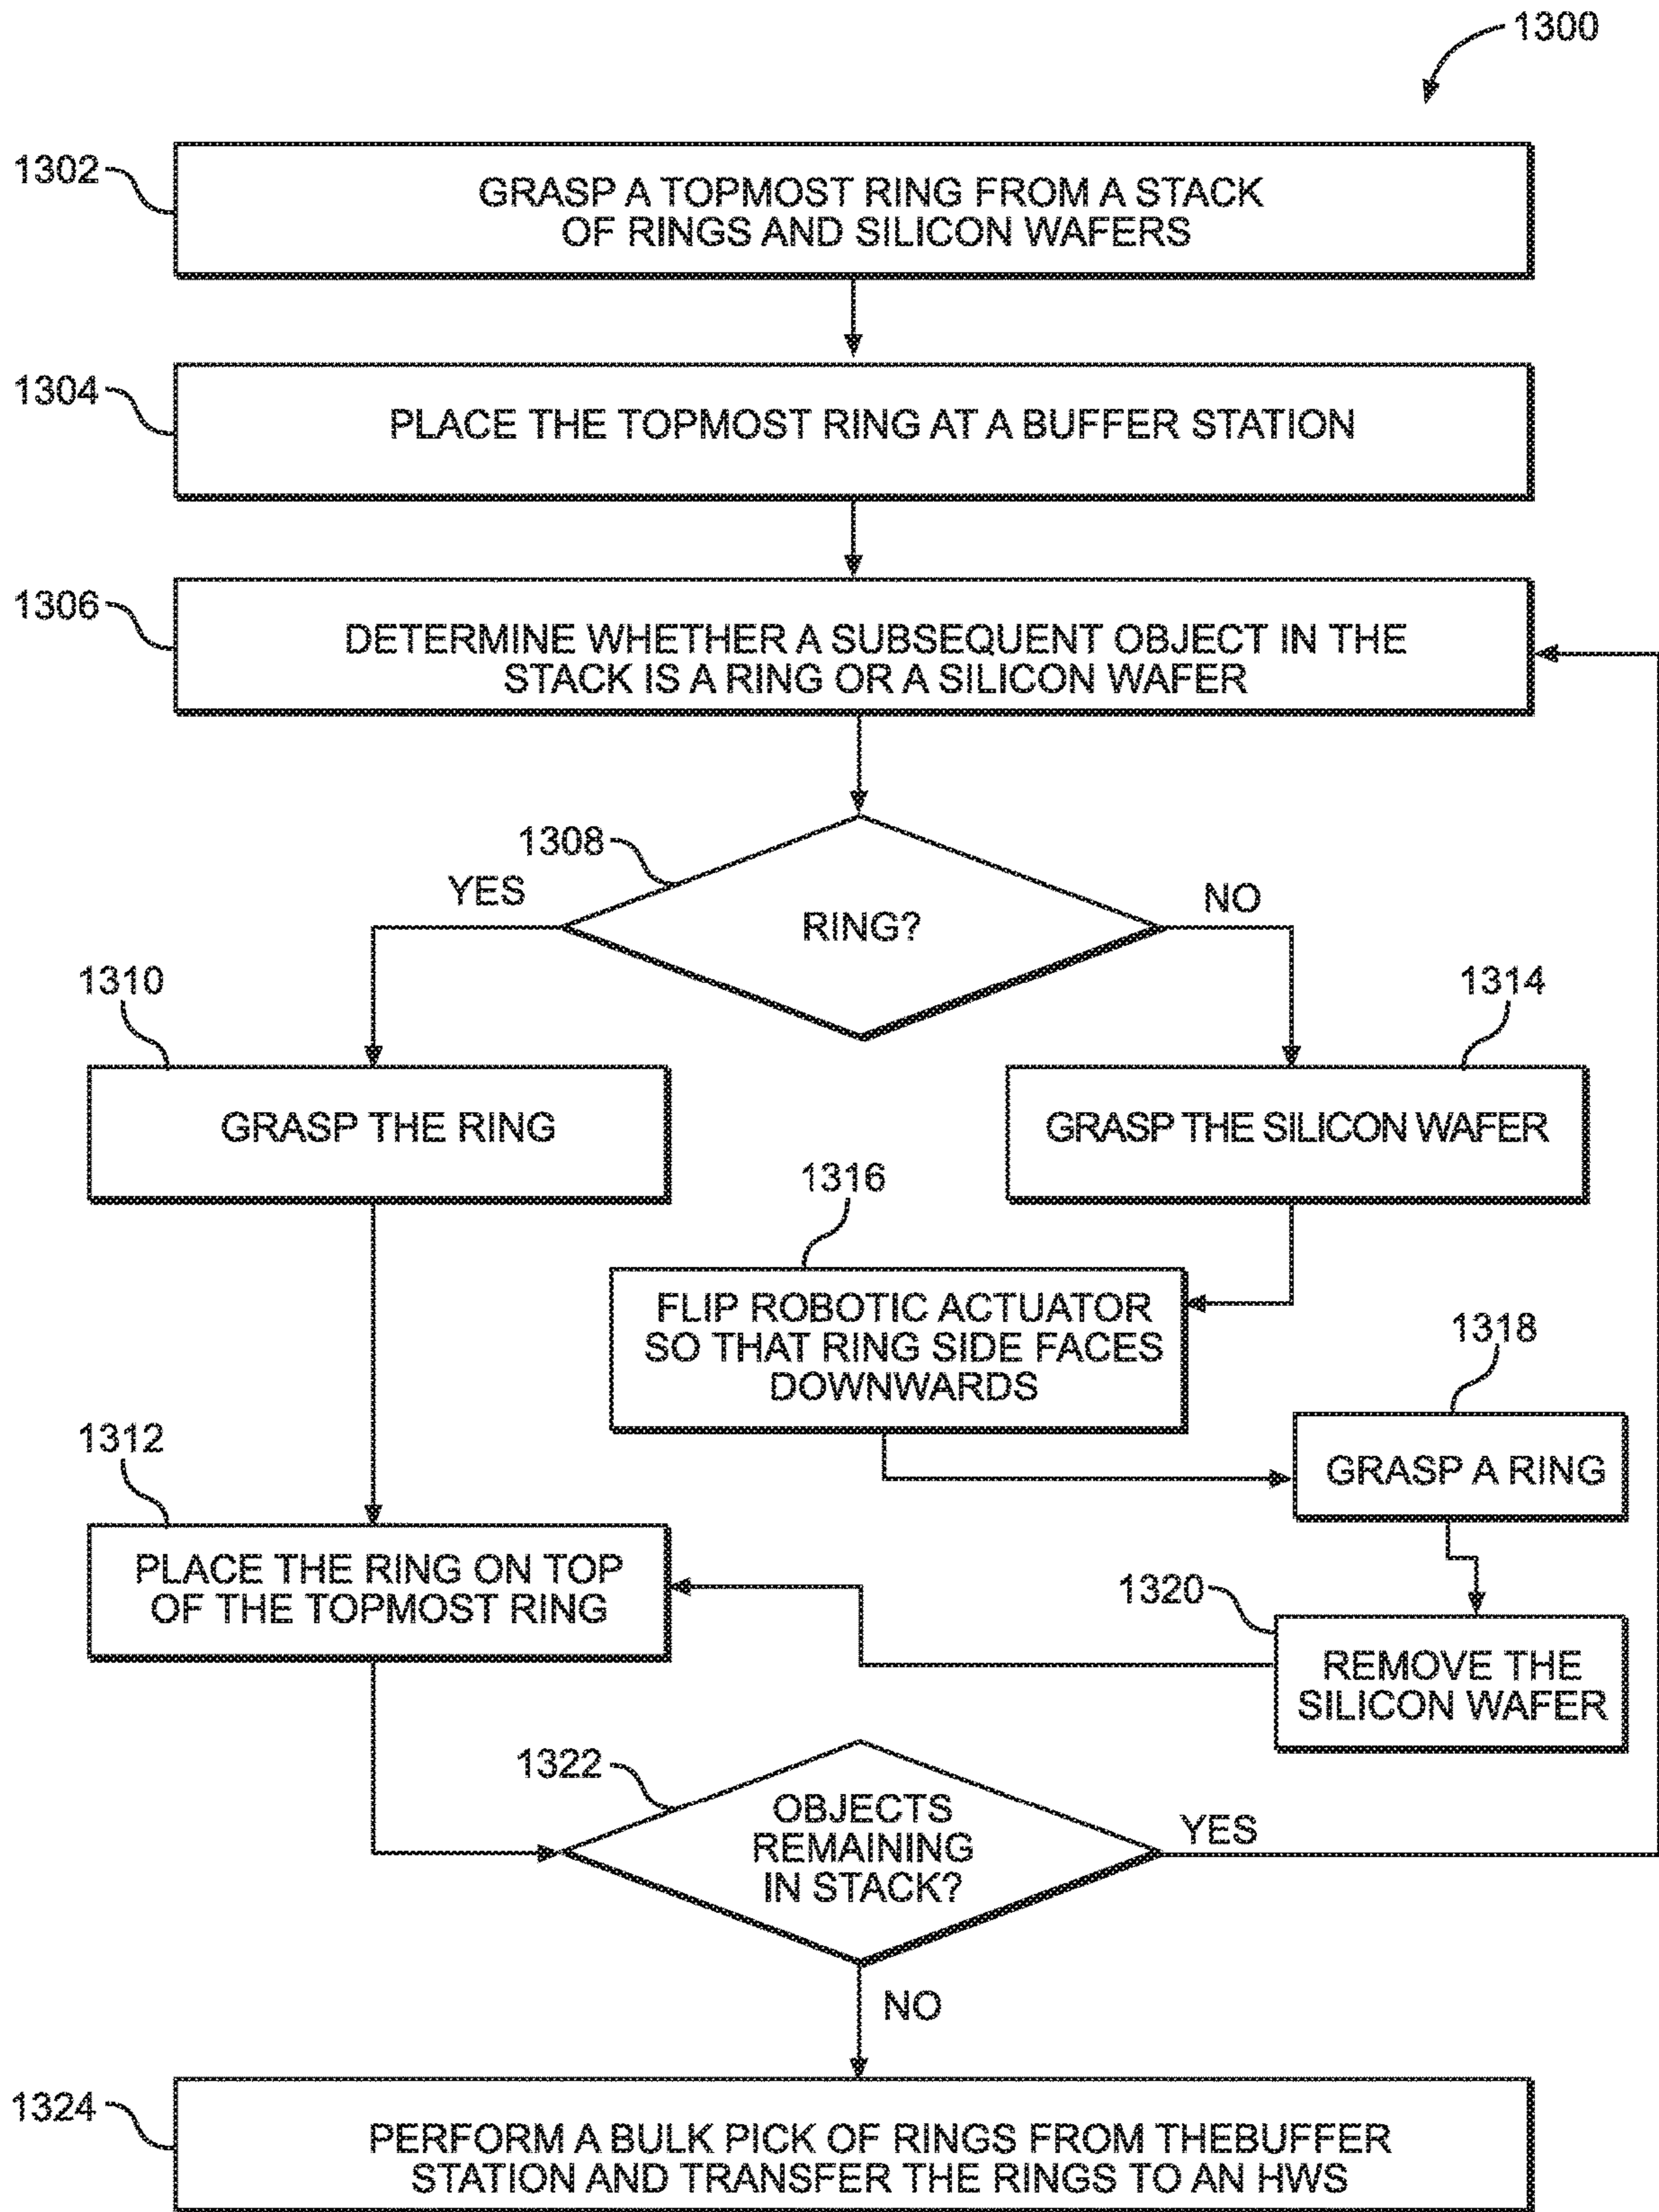 1300
1302
GRASP A TOPMOST RING FROM A STACK
OF RINGS AND SILICON WAFERS
1304
PLACE THE TOPMOST RING AT A BUFFER STATION
1306
DETERMINE WHETHER A SUBSEQUENT OBJECT IN THE
STACK IS A RING OR A SILICON WAFER
1308
YES
RING?
NO
1310
GRASP THE RING
1314
GRASP THE SILICON WAFER
1316
FLIP ROBOTIC ACTUATOR
SO THAT RING SIDE FACES
DOWNWARDS
1318
GRASP A RING
1312
PLACE THE RING ON TOP
OF THE TOPMOST RING
1320
REMOVE THE
SILICON WAFER
1322
OBJECTS
REMAINING
IN STACK?
YES
NO
1324
PERFORM A BULK PICK OF RINGS FROM THEBUFFER
STATION AND TRANSFER THE RINGS TO AN HWS